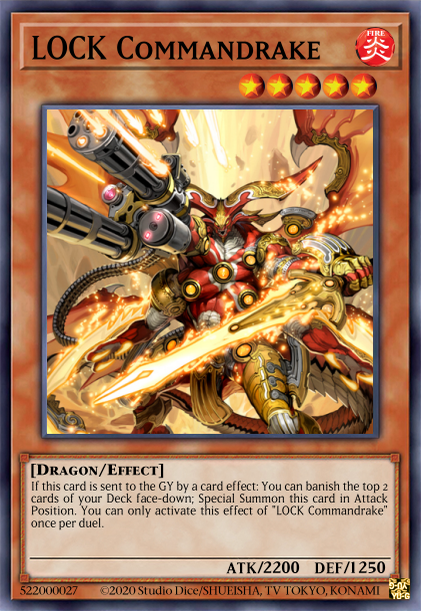 LOCK Commandrake
FIRE
炎
[Dragon/Effect]
If this card is sent to the GY by a card effect: You can banish the top 2
cards of your Deck face-down; Special Summon this card in Attack
Position. You can only activate this effect of "LOCK Commandrake"
once per duel.
ATK/2200 DEF/1250
522000027
©2020 Studio Dice/SHUEISHA, TV TOKYO, KONAMI